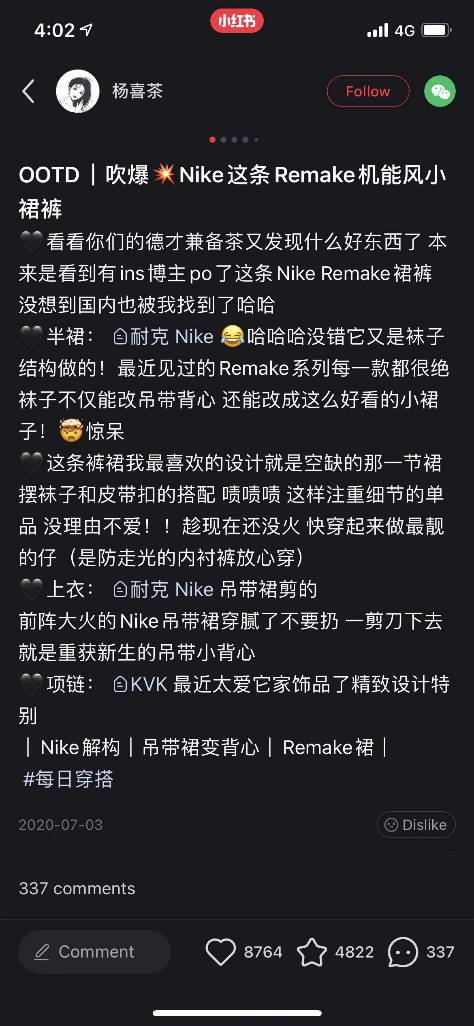 4:02
小红书
4G
杨喜茶
Follow
OOTD｜吹爆💥Nike这条Remake机能风小
裙裤
🖤看看你们的德才兼备茶又发现什么好东西了 本
来是看到有ins博主po了这条Nike Remake裙裤
没想到国内也被我找到了哈哈
🖤半裙： 耐克 Nike 😂哈哈哈没错它又是袜子
结构做的！最近见过的Remake系列每一款都很绝
袜子不仅能改吊带背心 还能改成这么好看的小裙
子！🤯惊呆
🖤这条裤裙我最喜欢的设计就是空缺的那一节裙
摆袜子和皮带扣的搭配 啧啧啧 这样注重细节的单
品 没理由不爱！！趁现在还没火 快穿起来做最靓
的仔（是防走光的内衬裤放心穿）
🖤上衣： 耐克 Nike 吊带裙剪的
前阵大火的Nike吊带裙穿腻了不要扔 一剪刀下去
就是重获新生的吊带小背心
🖤项链： KVK 最近太爱它家饰品了精致设计特
别
｜Nike解构｜吊带裙变背心｜Remake裙｜
#每日穿搭
2020-07-03
Dislike
337 comments
Comment
8764
4822
337